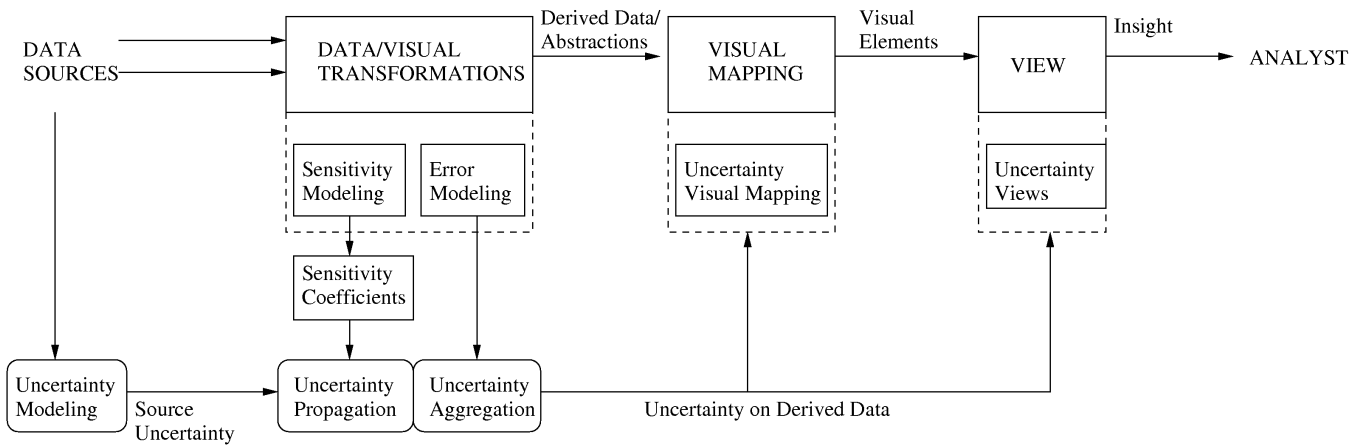 DATA
SOURCES
DATA/VISUAL
TRANSFORMATIONS
Derived Data/
Abstractions
VISUAL
MAPPING
Visual
Elements
VIEW
Insight
ANALYST
Sensitivity
Modeling
Error
Modeling
Uncertainty
Visual Mapping
Uncertainty
Views
Sensitivity
Coefficients
Uncertainty
Modeling
Source
Uncertainty
Uncertainty
Propagation
Uncertainty
Aggregation
Uncertainty on Derived Data